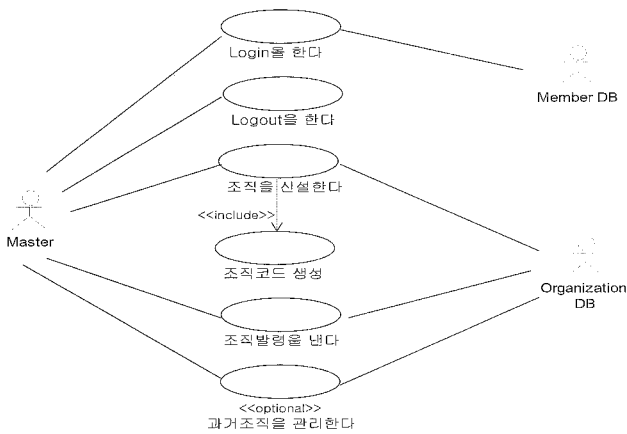 Login을 한다
Member DB
Logout을 한다
조직을 신설한다
<<include>>
Master
조직코드 생성
Organization
DB
조직발령을 낸다
<<optional>>
과거조직을 관리한다